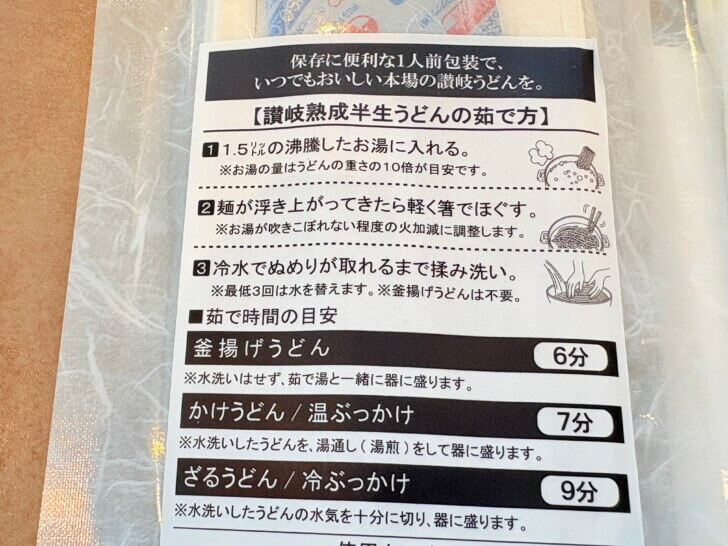 保存に便利な1人前包装で、
いつでもおいしい本場の讃岐うどんを。
【讃岐熟成半生うどんの茹で方】
1 1.5リットルの沸騰したお湯に入れる。
※お湯の量はうどんの重さの10倍が目安です。
2 麺が浮き上がってきたら軽く箸でほぐす。
※お湯が吹きこぼれない程度の火加減に調整します。
3 冷水でぬめりが取れるまで揉み洗い。
※最低3回は水を替えます。※釜揚げうどんは不要。
■茹で時間の目安
釜揚げうどん 6分
※水洗いはせず、茹で湯と一緒に器に盛ります。
かけうどん / 温ぶっかけ 7分
※水洗いしたうどんを、湯通し(湯煎)をして器に盛ります。
ざるうどん / 冷ぶっかけ 9分
※水洗いしたうどんの水気を十分に切り、器に盛ります。